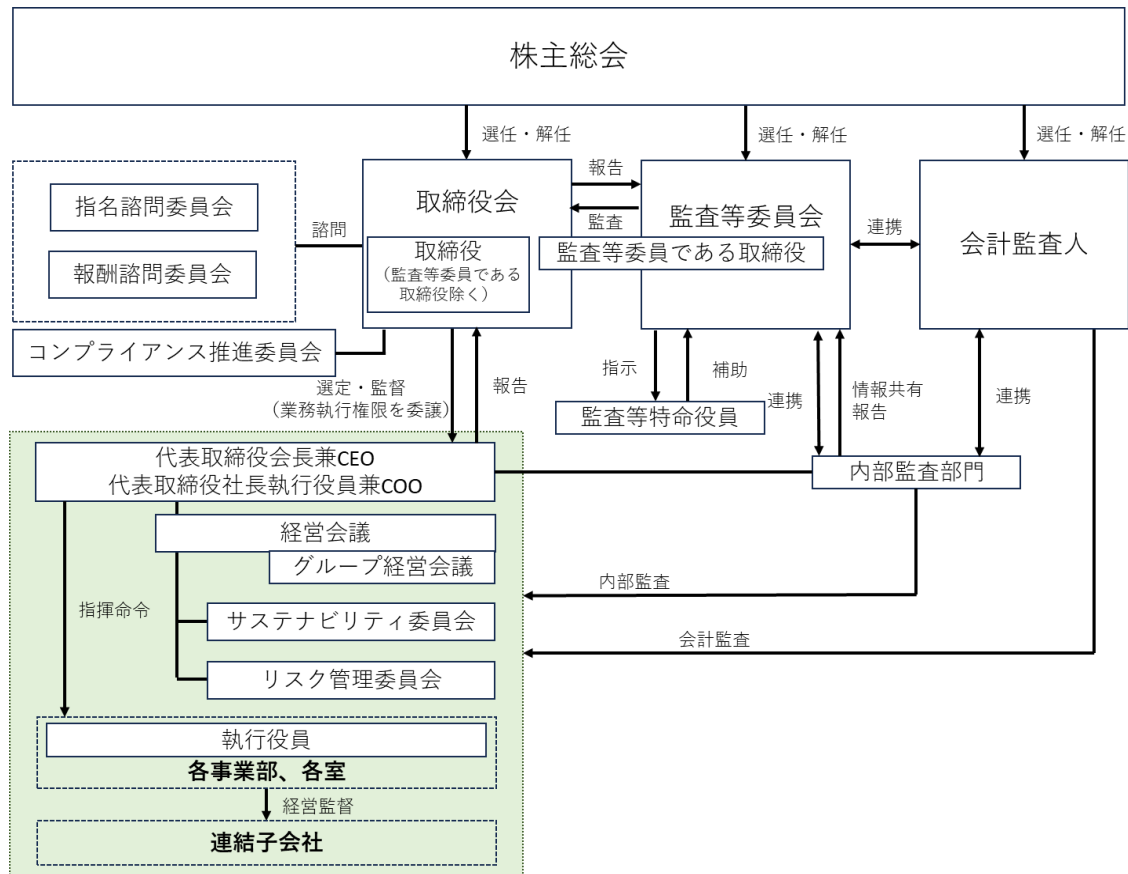 株主総会
選任・解任
選任・解任
選任・解任
指名諮問委員会
報酬諮問委員会
諮問
取締役会
取締役
（監査等委員である
取締役除く）
報告
監査
監査等委員会
監査等委員である取締役
連携
会計監査人
コンプライアンス推進委員会
選定・監督
（業務執行権限を委譲）
報告
指示
補助
監査等特命役員
連携
情報共有
報告
連携
内部監査部門
代表取締役会長兼CEO
代表取締役社長執行役員兼COO
経営会議
グループ経営会議
サステナビリティ委員会
リスク管理委員会
指揮命令
内部監査
会計監査
執行役員
各事業部、各室
経営監督
連結子会社